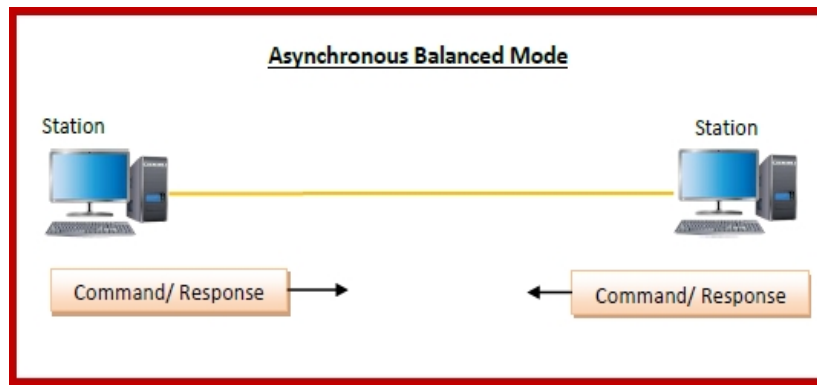 Asynchronous Balanced Mode
Station
Station
Command/ Response
Command/ Response